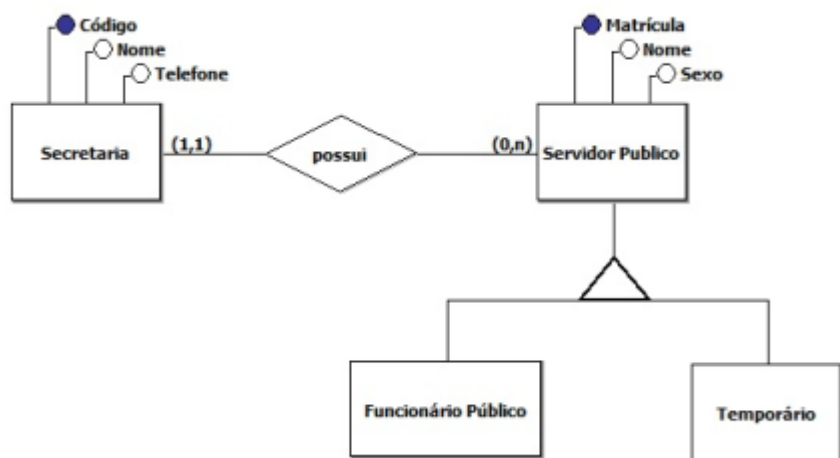 Código
Nome
Telefone
Secretaria
(1,1)
possui
(0,n)
Matrícula
Nome
Sexo
Servidor Publico
Funcionário Público
Temporário